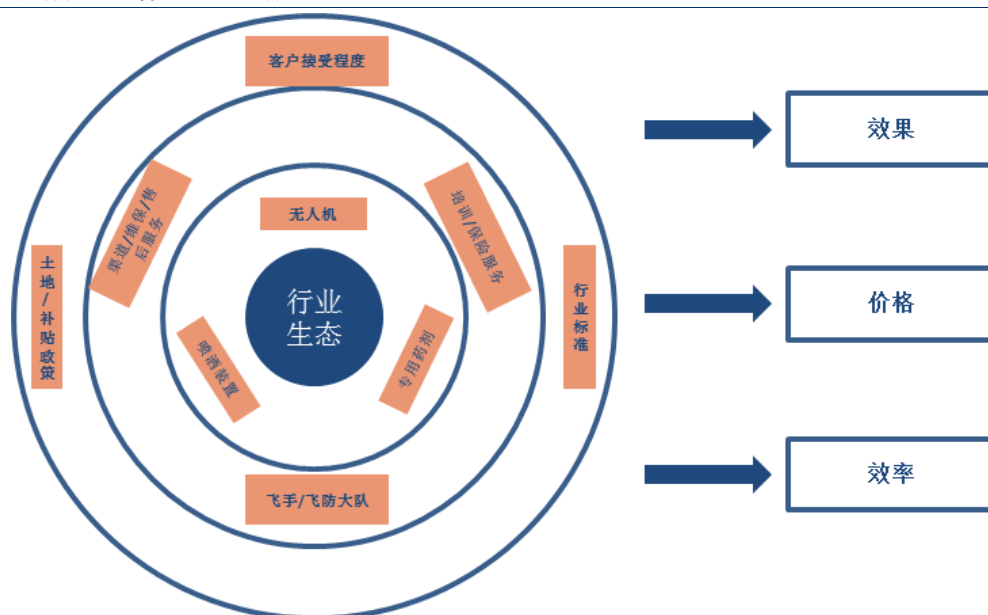 客户接受程度
效果
渠道/维保/售
后服务
培训/保险服务
无人机
土地/补贴政策
行业
生态
行业标准
价格
喷洒装置
专用药剂
飞手/飞防大队
效率